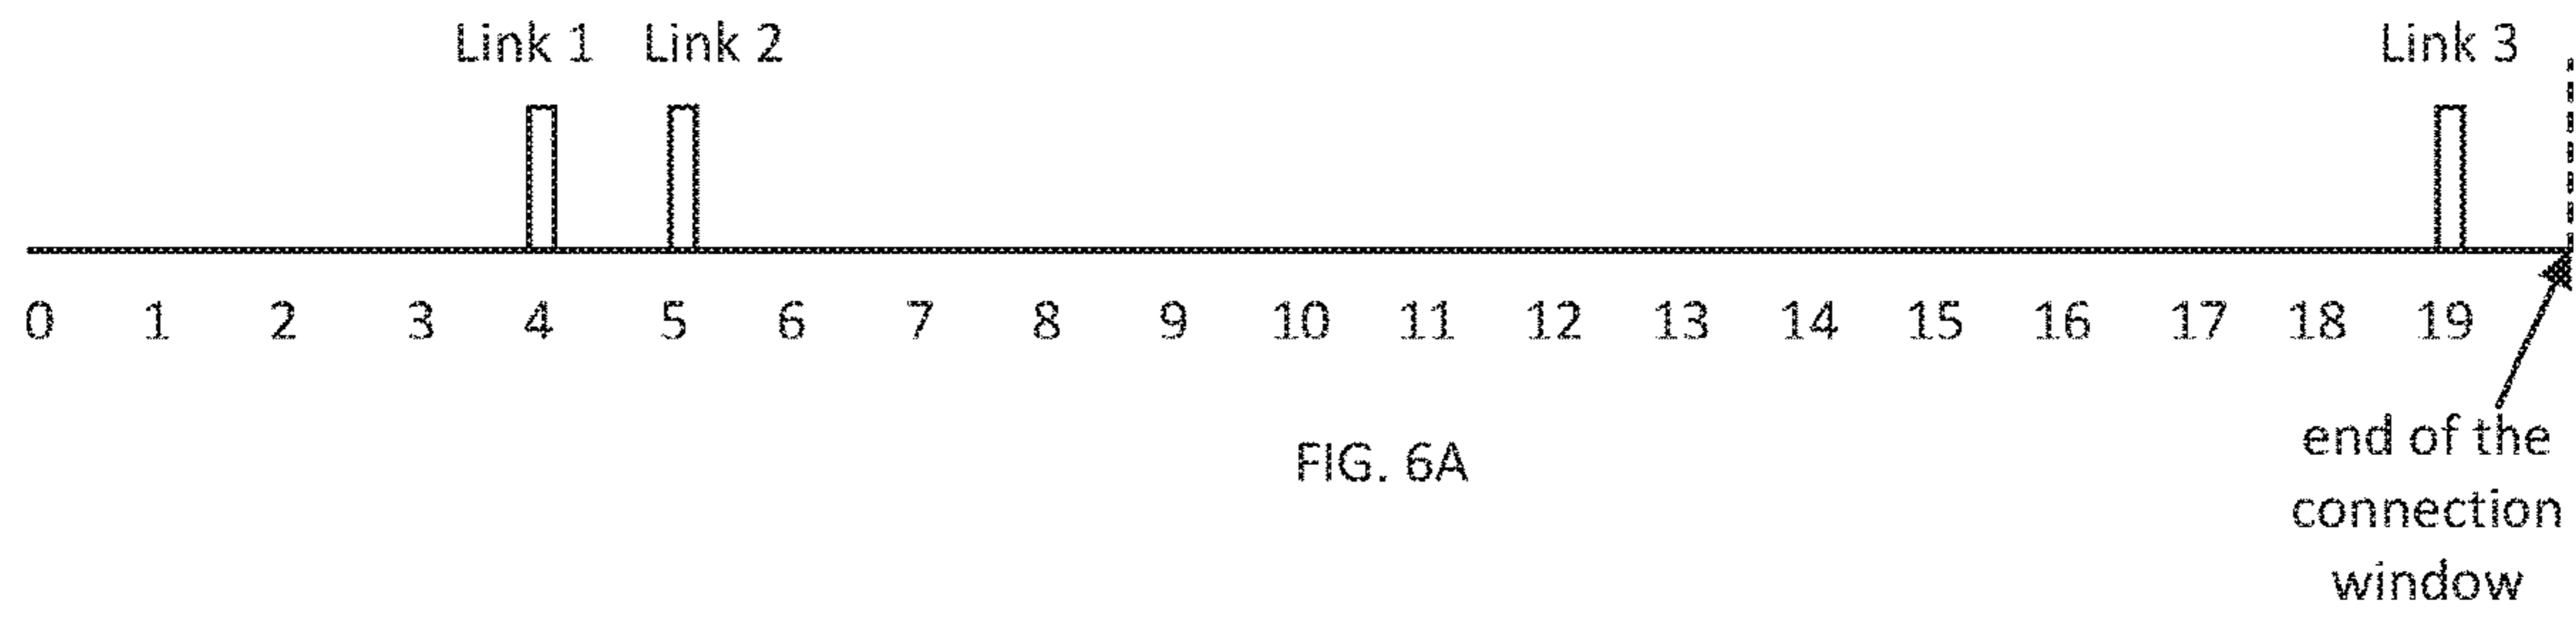 Link 1 Link 2 Link 3
0 1 2 3 4 5 6 7 8 9 10 11 12 13 14 15 16 17 18 19
FIG. 6A
end of the
connection
window